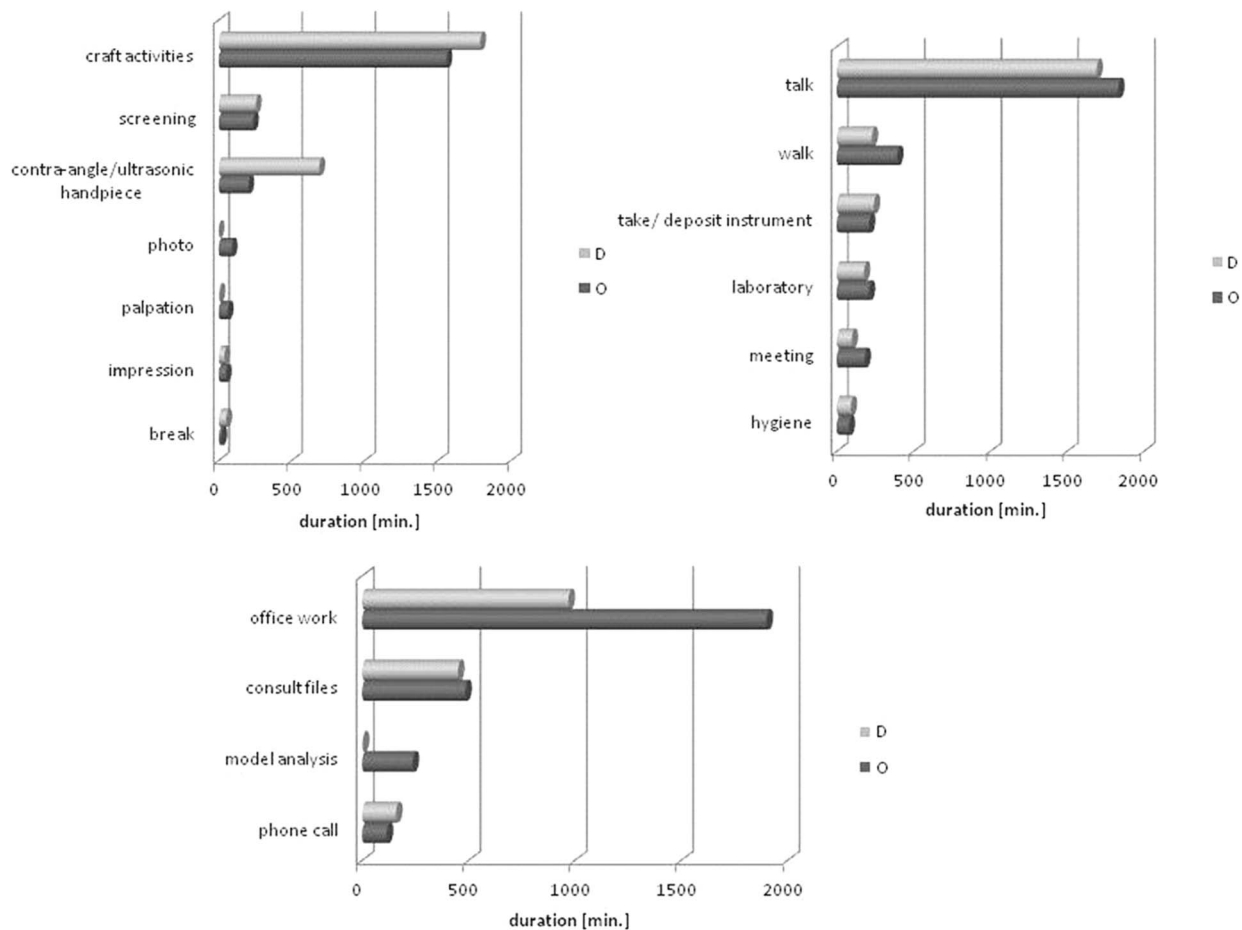 craft activities
screening
contra-angle/ultrasonic
handpiece
photo
palpation
impression
break
0 500 1000 1500 2000
duration [min.]
D
O
talk
walk
take/ deposit instrument
laboratory
meeting
hygiene
0 500 1000 1500 2000
duration [min.]
D
O
office work
consult files
model analysis
phone call
0 500 1000 1500 2000
duration [min.]
D
O